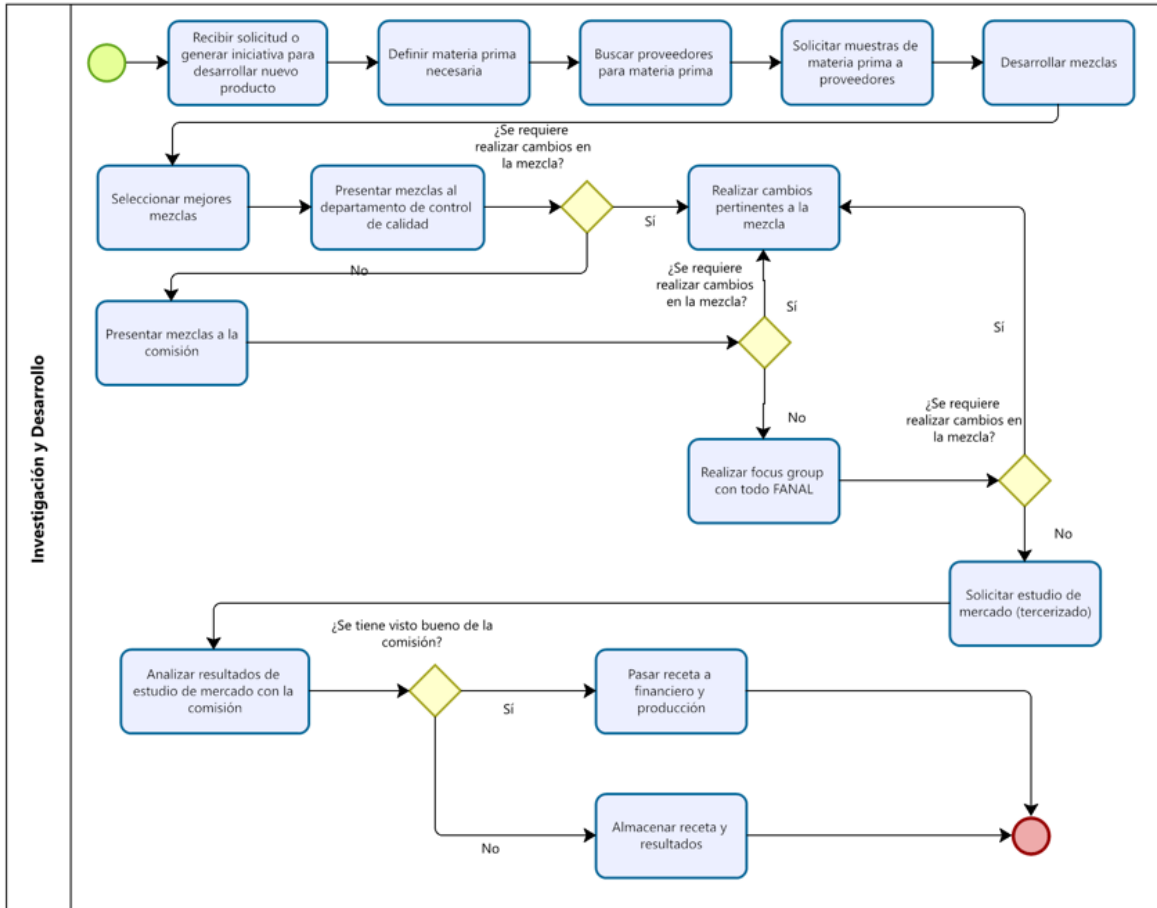 Investigación y Desarrollo
Recibir solicitud o
generar iniciativa para
desarrollar nuevo
producto
Definir materia prima
necesaria
Buscar proveedores
para materia prima
Solicitar muestras de
materia prima a
proveedores
Desarrollar mezclas
Seleccionar mejores
mezclas
Presentar mezclas al
departamento de control
de calidad
¿Se requiere
realizar cambios en
la mezcla?
Sí
No
Realizar cambios
pertinentes a la
mezcla
Presentar mezclas a la
comisión
¿Se requiere
realizar cambios
en la mezcla?
Sí
No
Realizar focus group
con todo FANAL
¿Se requiere
realizar cambios en
la mezcla?
Sí
No
Solicitar estudio de
mercado (tercerizado)
Analizar resultados de
estudio de mercado con la
comisión
¿Se tiene visto bueno de la
comisión?
Sí
No
Pasar receta a
financiero y
producción
Almacenar receta y
resultados